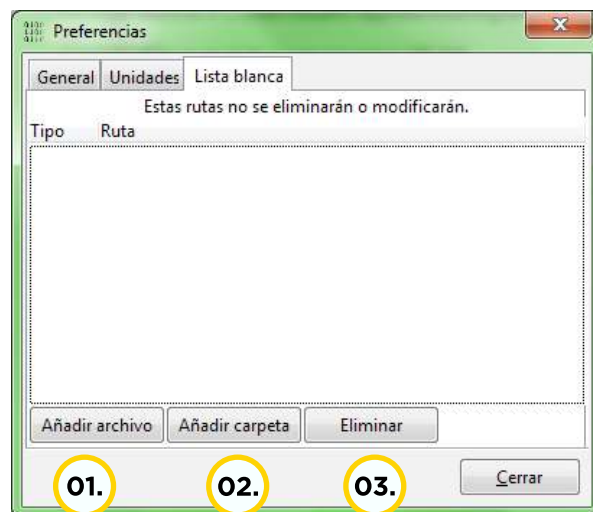 Preferencias
General Unidades Lista blanca
Estas rutas no se eliminarán o modificarán.
Tipo Ruta
Añadir archivo Añadir carpeta Eliminar
01. 02. 03.
Cerrar